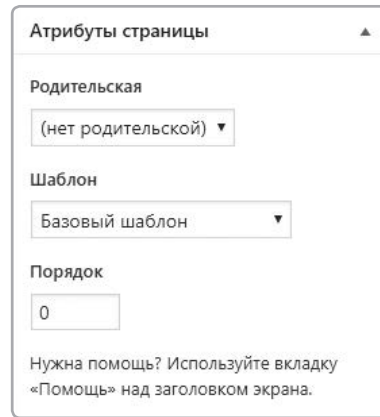 Атрибуты страницы
Родительская
(нет родительской)
Шаблон
Базовый шаблон
Порядок
0
Нужна помощь? Используйте вкладку
«Помощь» над заголовком экрана.